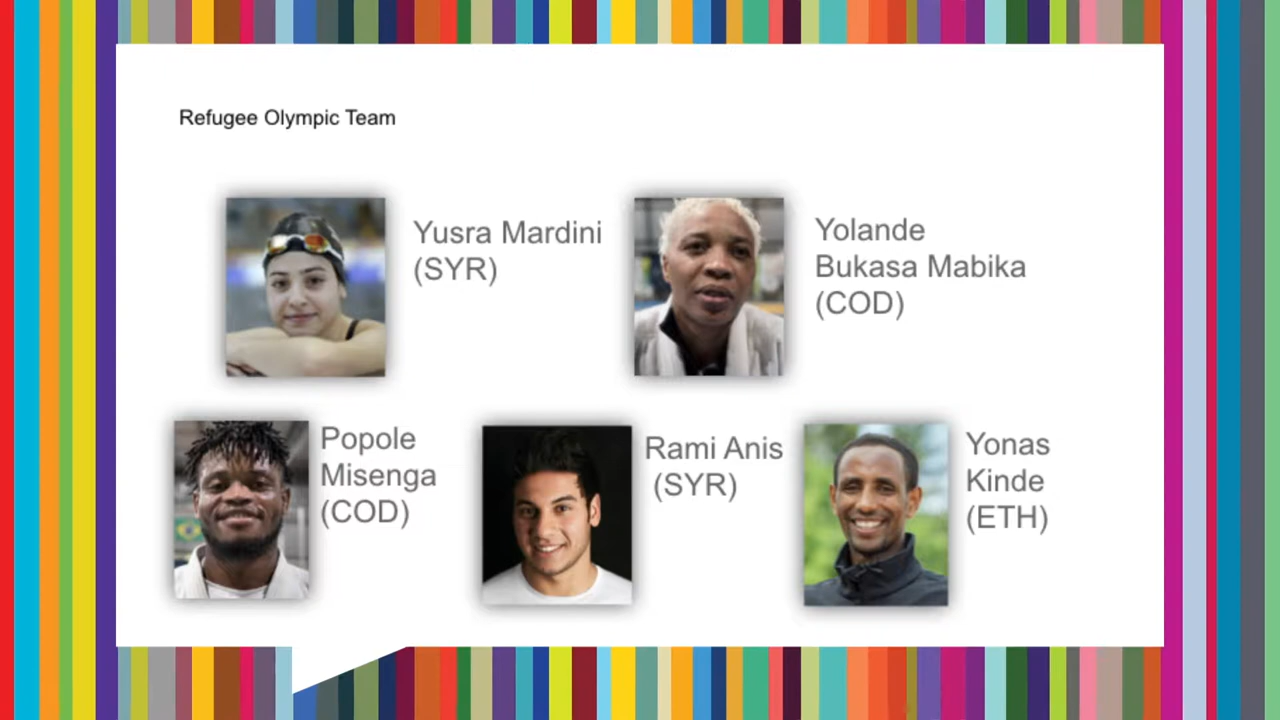 Refugee Olympic Team
Yusra Mardini
(SYR)
Yolande
Bukasa Mabika
(COD)
Popole
Misenga
(COD)
Rami Anis
(SYR)
Yonas
Kinde
(ETH)